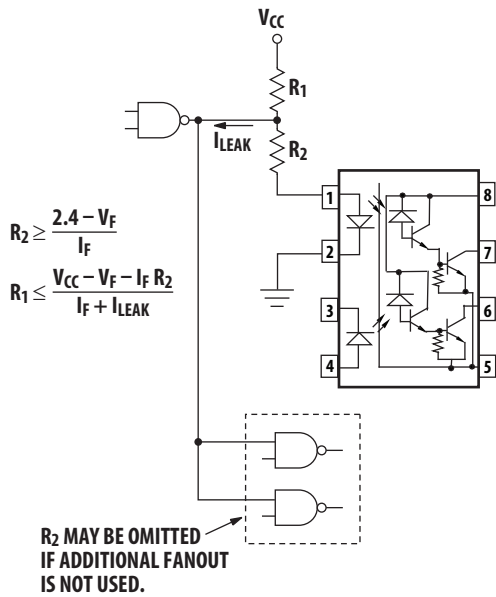 VCC
R1
ILEAK
R2
1
2
3
4
8
7
6
5
R2 ≥ 2.4 – VF / IF
R1 ≤ VCC – VF – IF R2 / IF + ILEAK
R2 MAY BE OMITTED
IF ADDITIONAL FANOUT
IS NOT USED.